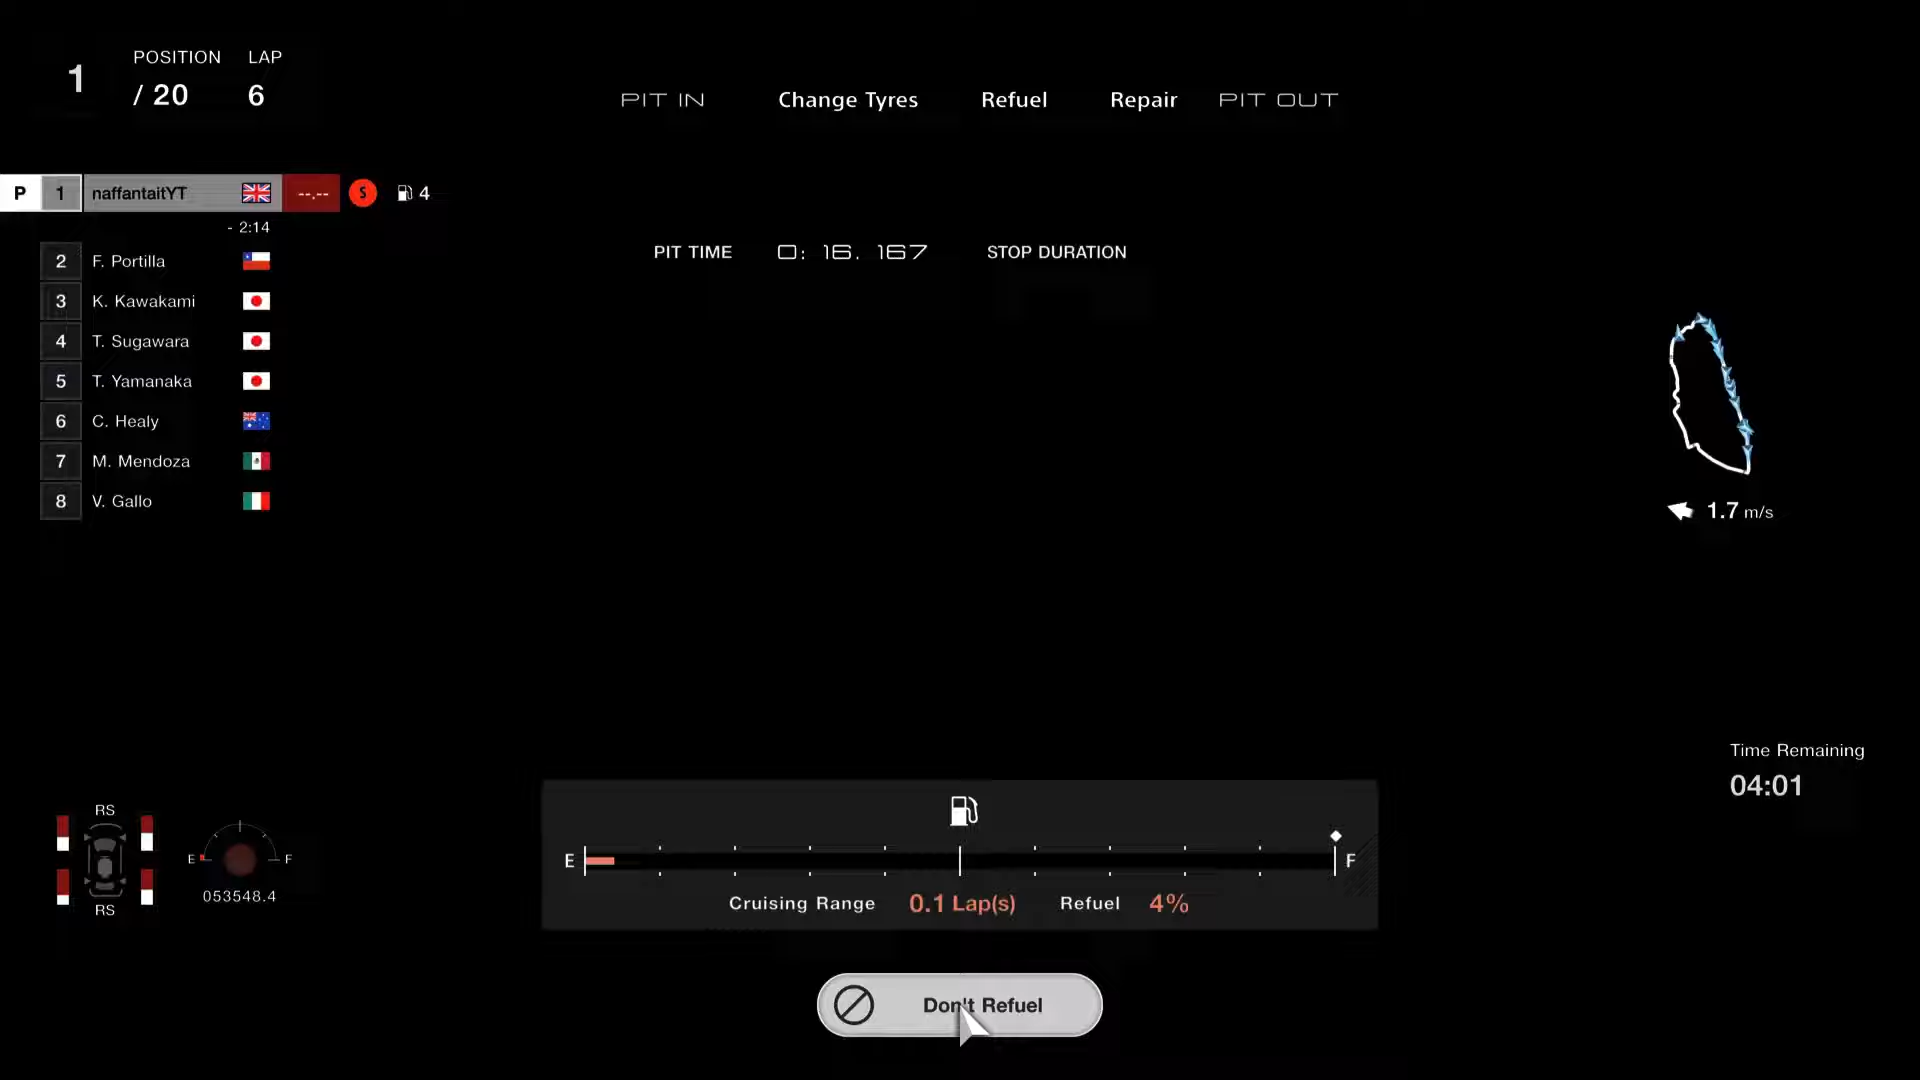 1
POSITION
/ 20
LAP
6
PIT IN
Change Tyres
Refuel
Repair
PIT OUT
P 1 naffantaitYT --.-- S 4
- 2:14
2 F. Portilla
3 K. Kawakami
4 T. Sugawara
5 T. Yamanaka
6 C. Healy
7 M. Mendoza
8 V. Gallo
PIT TIME 0: 16. 167 STOP DURATION
1.7 m/s
Time Remaining
04:01
RS
RS
E F
053548.4
E F
Cruising Range 0.1 Lap(s) Refuel 4%
Don't Refuel